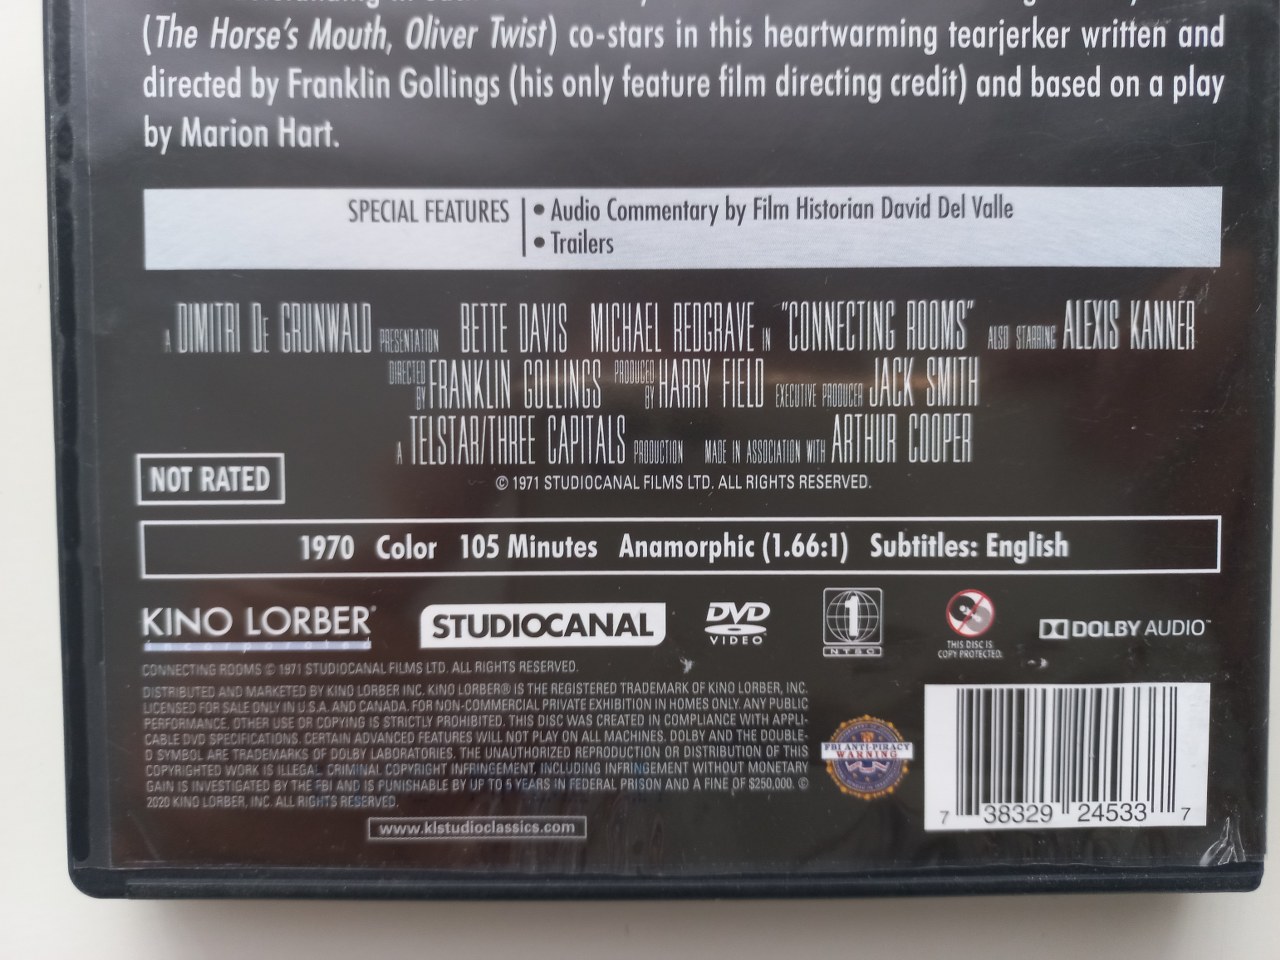 (The Horse's Mouth, Oliver Twist) co-stars in this heartwarming tearjerker written and
directed by Franklin Gollings (his only feature film directing credit) and based on a play
by Marion Hart.
SPECIAL FEATURES
• Audio Commentary by Film Historian David Del Valle
• Trailers
A DIMITRI DE GRUNWALD PRESENTATION BETTE DAVIS MICHAEL REDGRAVE IN "CONNECTING ROOMS" ALSO STARRING ALEXIS KANNER
DIRECTED BY FRANKLIN GOLLINGS PRODUCED BY HARRY FIELD EXECUTIVE PRODUCER JACK SMITH
A TELSTAR/THREE CAPITALS PRODUCTION MADE IN ASSOCIATION WITH ARTHUR COOPER
© 1971 STUDIOCANAL FILMS LTD. ALL RIGHTS RESERVED.
NOT RATED
1970 Color 105 Minutes Anamorphic (1.66:1) Subtitles: English
KINO LORBER®
incorporated
STUDIOCANAL
DVD
VIDEO
1
NTSC
THIS DISC IS
COPY PROTECTED.
DOLBY AUDIO™
CONNECTING ROOMS © 1971 STUDIOCANAL FILMS LTD. ALL RIGHTS RESERVED.
DISTRIBUTED AND MARKETED BY KINO LORBER INC. KINO LORBER® IS THE REGISTERED TRADEMARK OF KINO LORBER, INC.
LICENSED FOR SALE ONLY IN U.S.A. AND CANADA. FOR NON-COMMERCIAL PRIVATE EXHIBITION IN HOMES ONLY. ANY PUBLIC
PERFORMANCE, OTHER USE OR COPYING IS STRICTLY PROHIBITED. THIS DISC WAS CREATED IN COMPLIANCE WITH APPLI-
CABLE DVD SPECIFICATIONS. CERTAIN ADVANCED FEATURES WILL NOT PLAY ON ALL MACHINES. DOLBY AND THE DOUBLE-
D SYMBOL ARE TRADEMARKS OF DOLBY LABORATORIES. THE UNAUTHORIZED REPRODUCTION OR DISTRIBUTION OF THIS
COPYRIGHTED WORK IS ILLEGAL. CRIMINAL COPYRIGHT INFRINGEMENT, INCLUDING INFRINGEMENT WITHOUT MONETARY
GAIN IS INVESTIGATED BY THE FBI AND IS PUNISHABLE BY UP TO 5 YEARS IN FEDERAL PRISON AND A FINE OF $250,000. ©
2020 KINO LORBER, INC. ALL RIGHTS RESERVED.
www.klstudioclassics.com
FBI ANTI-PIRACY
WARNING
7 38329 24533 7